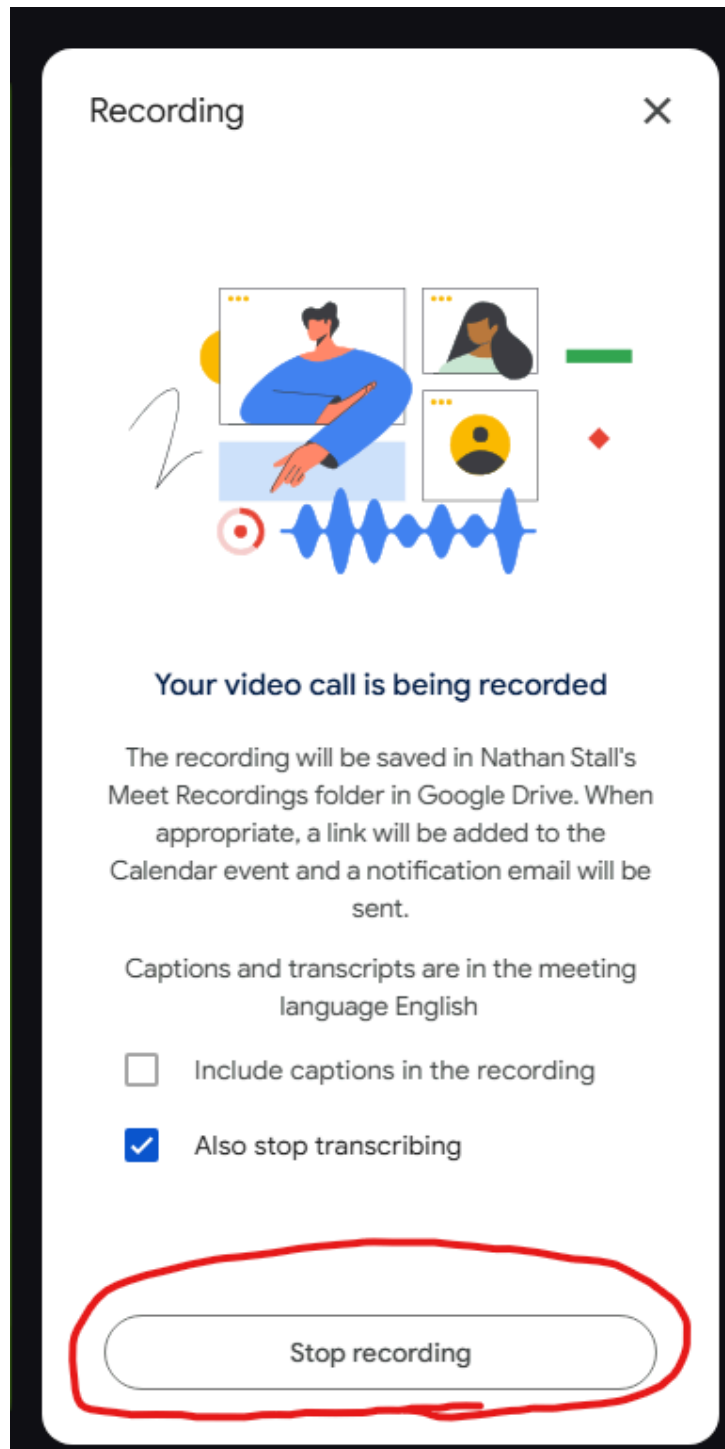 Recording
Your video call is being recorded
The recording will be saved in Nathan Stall's
Meet Recordings folder in Google Drive. When
appropriate, a link will be added to the
Calendar event and a notification email will be
sent.
Captions and transcripts are in the meeting
language English
Include captions in the recording
Also stop transcribing
Stop recording